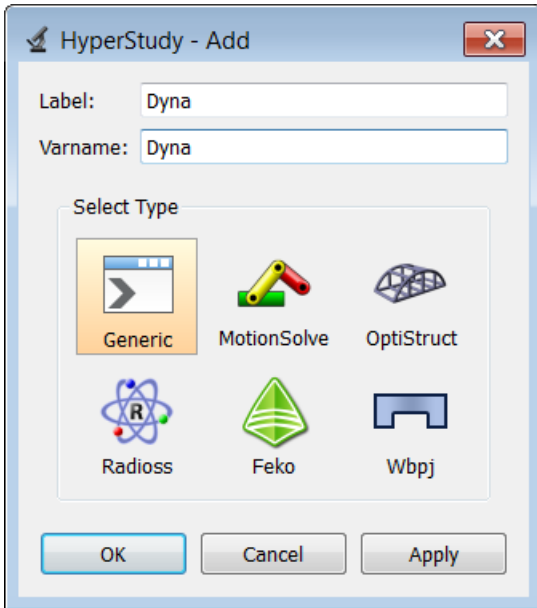 HyperStudy - Add
Label: Dyna
Varname: Dyna
Select Type
Generic MotionSolve OptiStruct
R
Radioss Feko Wbpj
OK Cancel Apply